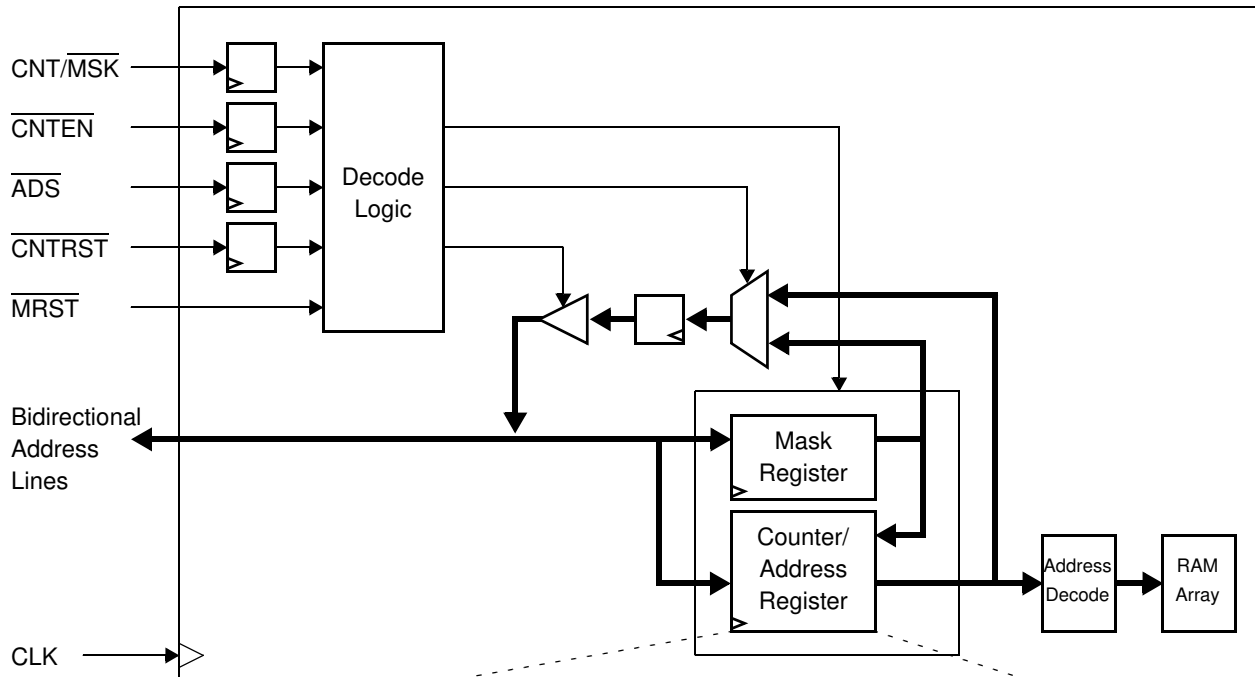 CNT/MSK
CNTEN
ADS
CNTRST
MRST
Decode
Logic
Bidirectional
Address
Lines
Mask
Register
Counter/
Address
Register
Address
Decode
RAM
Array
CLK